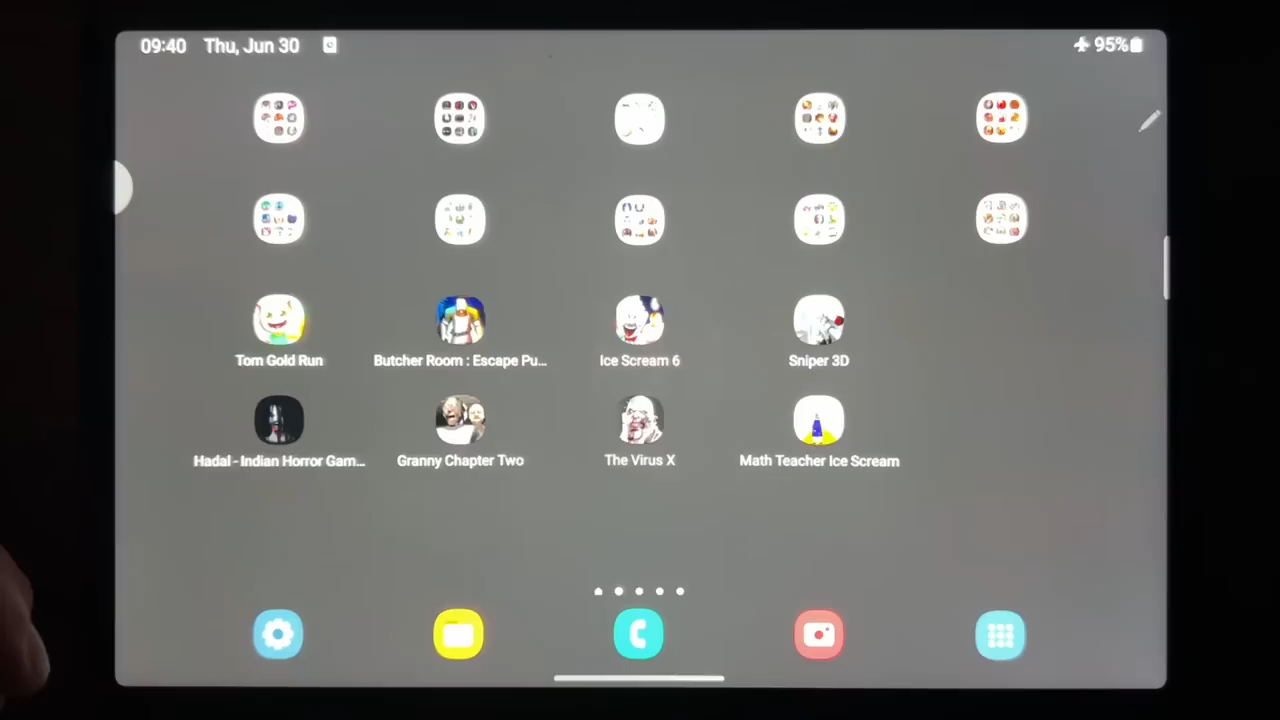 09:40 Thu, Jun 30
95%
Tom Gold Run
Butcher Room : Escape Pu...
Ice Scream 6
Sniper 3D
Hadal - Indian Horror Gam...
Granny Chapter Two
The Virus X
Math Teacher Ice Scream